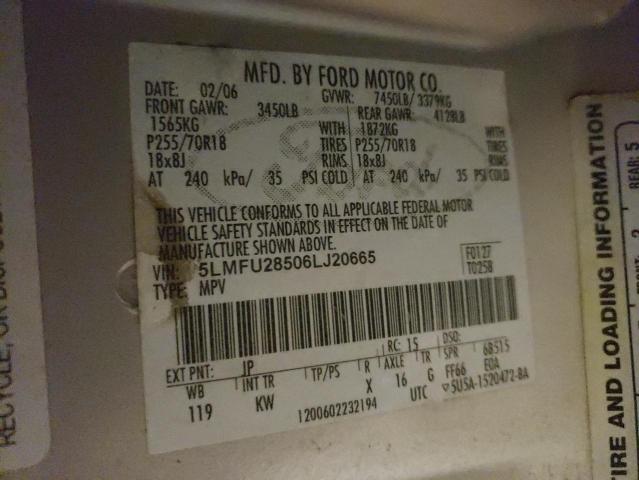 MFD. BY FORD MOTOR CO.
DATE: 02/06 GVWR: 7450LB/ 3379KG
FRONT GAWR: 3450LB REAR GAWR: 4128LB
1565KG WITH 1872KG WITH
P255/70R18 TIRES P255/70R18 TIRES
18x8J RIMS 18x8J RIMS
AT 240 kPa/ 35 PSI COLD AT 240 kPa/ 35 PSI COLD
THIS VEHICLE CONFORMS TO ALL APPLICABLE FEDERAL MOTOR
VEHICLE SAFETY STANDARDS IN EFFECT ON THE DATE OF
MANUFACTURE SHOWN ABOVE.
VIN: 5LMFU28506LJ20665 F0127
TYPE: MPV T0258
EXT PNT: JP RC: 15 DSO:
WB INT TR TP/PS R AXLE TR SPR 6B515
119 KW X 16 G FF66 E0A
1200602232194 UTC 5U5A-1520472-BA
TIRE AND LOADING INFORMATION
REAR: 5
2